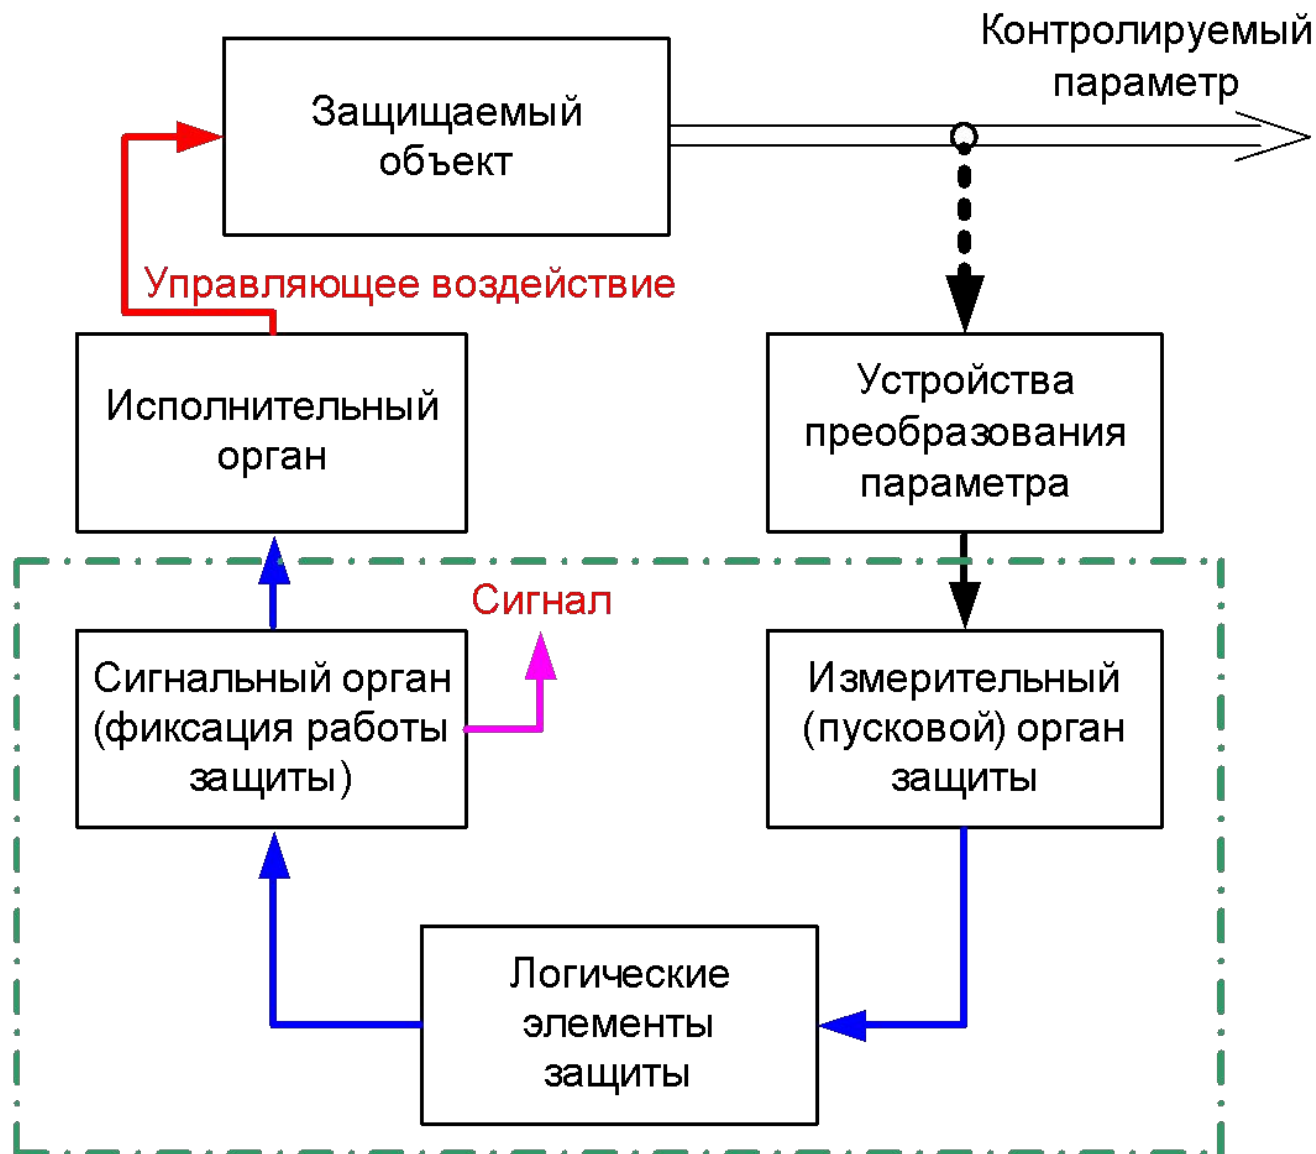 Контролируемый
параметр
Защищаемый
объект
Управляющее воздействие
Исполнительный
орган
Устройства
преобразования
параметра
Сигнал
Сигнальный орган
(фиксация работы
защиты)
Измерительный
(пусковой) орган
защиты
Логические
элементы
защиты